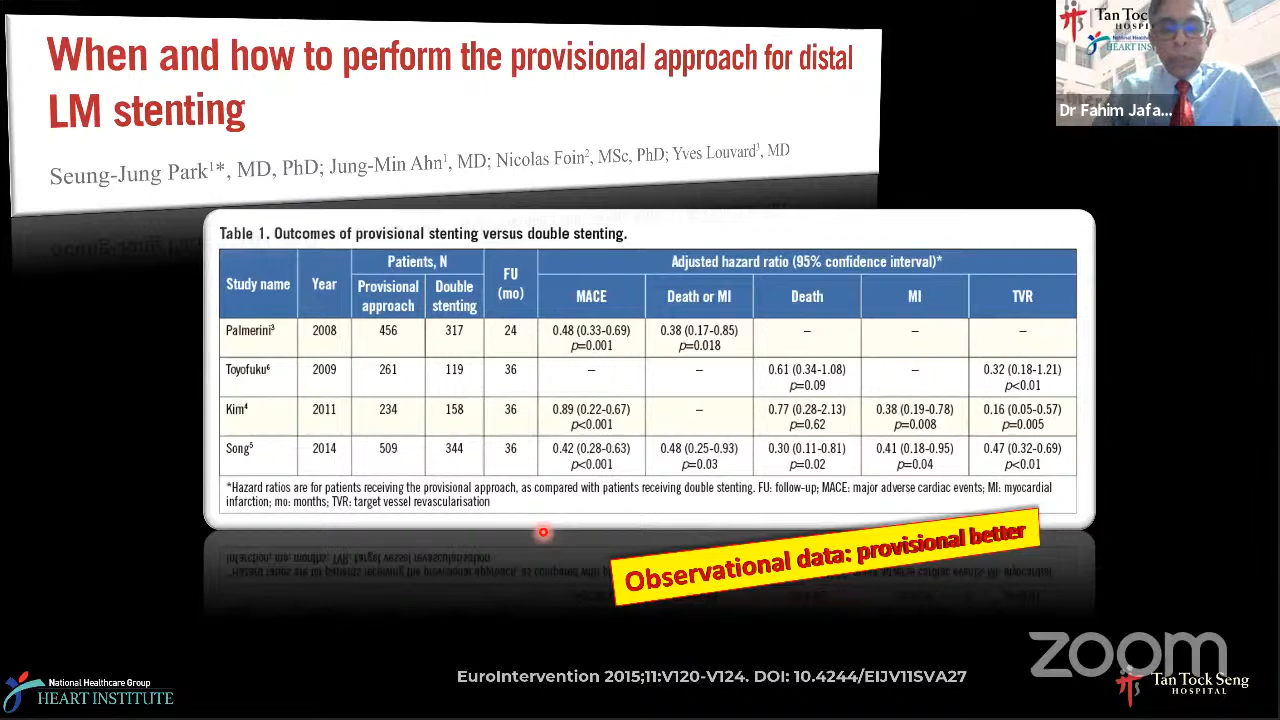 When and how to perform the provisional approach for distal
LM stenting
Seung-Jung Park¹*, MD, PhD; Jung-Min Ahn¹, MD; Nicolas Foin², MSc, PhD; Yves Louvard³, MD
Tan Toc
HOSP
National Healthcare
HEART INSTIT
Dr Fahim Jafa...
Table 1. Outcomes of provisional stenting versus double stenting.
Study name Year Patients, N FU (mo) Adjusted hazard ratio (95% confidence interval)*
Provisional approach Double stenting MACE Death or MI Death MI TVR
Palmerini³ 2008 456 317 24 0.48 (0.33-0.69) 0.38 (0.17-0.85) – – –
p=0.001 p=0.018
Toyofuku⁶ 2009 261 119 36 – – 0.61 (0.34-1.08) – 0.32 (0.18-1.21)
p=0.09 p<0.01
Kim⁴ 2011 234 158 36 0.89 (0.22-0.67) – 0.77 (0.28-2.13) 0.38 (0.19-0.78) 0.16 (0.05-0.57)
p<0.001 p=0.62 p=0.008 p=0.005
Song⁵ 2014 509 344 36 0.42 (0.28-0.63) 0.48 (0.25-0.93) 0.30 (0.11-0.81) 0.41 (0.18-0.95) 0.47 (0.32-0.69)
p<0.001 p=0.03 p=0.02 p=0.04 p<0.01
*Hazard ratios are for patients receiving the provisional approach, as compared with patients receiving double stenting. FU: follow-up; MACE: major adverse cardiac events; MI: myocardial
infarction; mo: months; TVR: target vessel revascularisation
Observational data: provisional better
zoom
National Healthcare Group
HEART INSTITUTE
EuroIntervention 2015;11:V120-V124. DOI: 10.4244/EIJV11SVA27
Tan Tock Seng
HOSPITAL